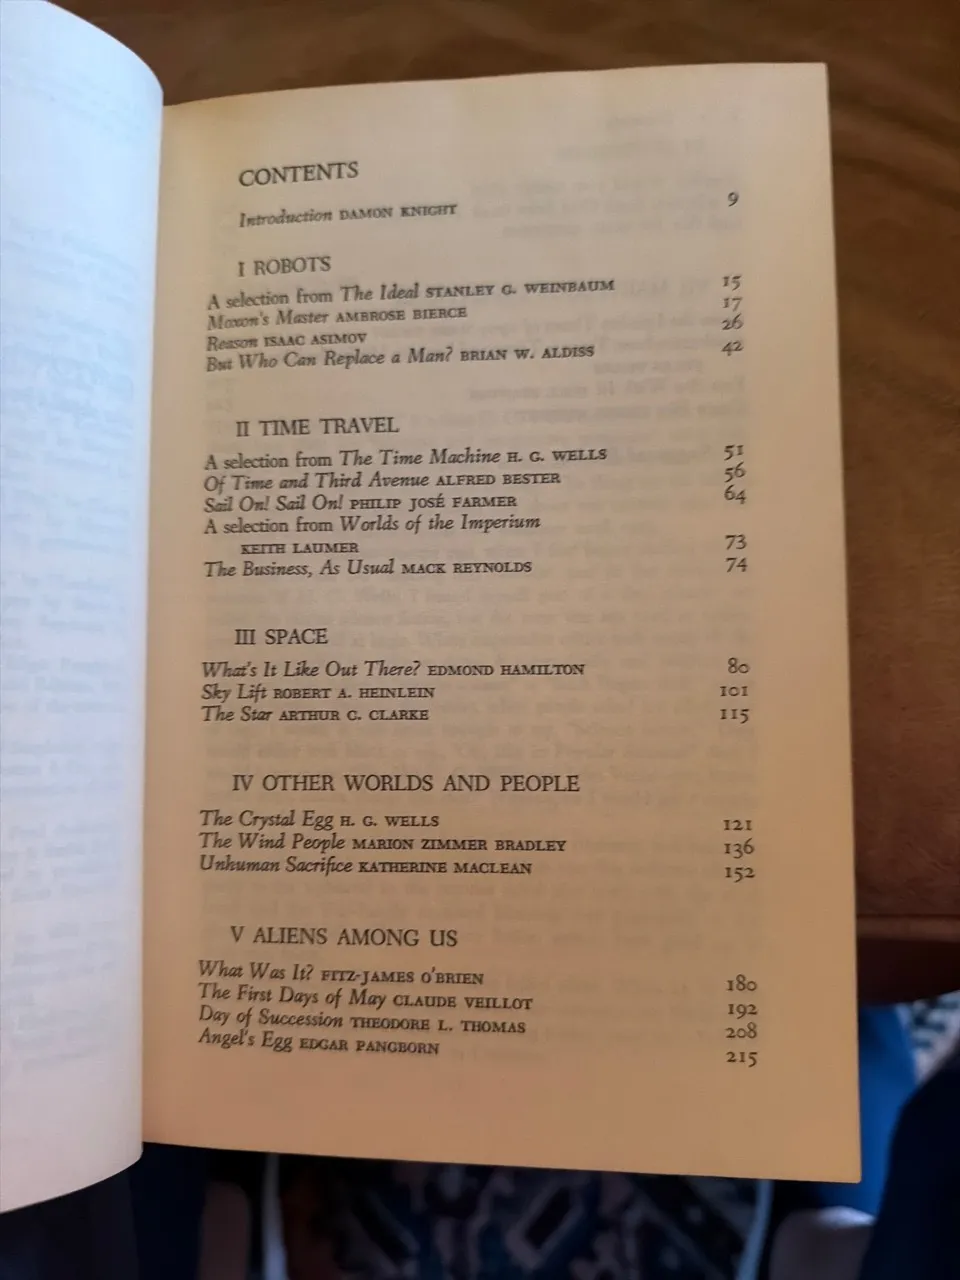 CONTENTS
Introduction DAMON KNIGHT 9
I ROBOTS
A selection from The Ideal STANLEY G. WEINBAUM 15
Moxon's Master AMBROSE BIERCE 17
Reason ISAAC ASIMOV 26
But Who Can Replace a Man? BRIAN W. ALDISS 42
II TIME TRAVEL
A selection from The Time Machine H. G. WELLS 51
Of Time and Third Avenue ALFRED BESTER 56
Sail On! Sail On! PHILIP JOSÉ FARMER 64
A selection from Worlds of the Imperium
KEITH LAUMER 73
The Business, As Usual MACK REYNOLDS 74
III SPACE
What's It Like Out There? EDMOND HAMILTON 80
Sky Lift ROBERT A. HEINLEIN 101
The Star ARTHUR C. CLARKE 115
IV OTHER WORLDS AND PEOPLE
The Crystal Egg H. G. WELLS 121
The Wind People MARION ZIMMER BRADLEY 136
Unhuman Sacrifice KATHERINE MACLEAN 152
V ALIENS AMONG US
What Was It? FITZ-JAMES O'BRIEN 180
The First Days of May CLAUDE VEILLOT 192
Day of Succession THEODORE L. THOMAS 208
Angel's Egg EDGAR PANGBORN 215